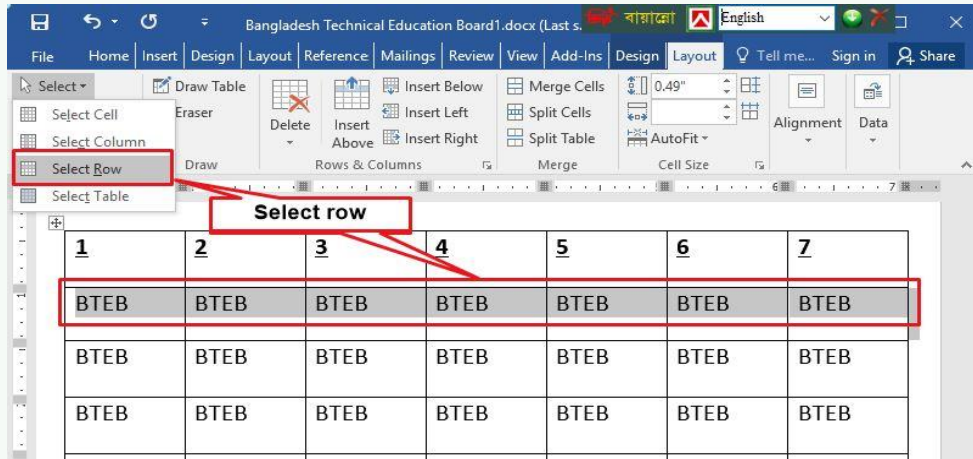 Bangladesh Technical Education Board1.docx (Last s.
বায়ান্নো
English
File Home Insert Design Layout Reference Mailings Review View Add-Ins Design Layout Tell me... Sign in Share
Select
Draw Table
Insert Below
Merge Cells
0.49"
Select Cell
Eraser
Delete
Insert Above
Insert Left
Split Cells
Alignment
Data
Select Column
Insert Right
Split Table
AutoFit
Select Row
Draw
Rows & Columns
Merge
Cell Size
Select Table
6
7
Select row
1 2 3 4 5 6 7
BTEB BTEB BTEB BTEB BTEB BTEB BTEB
BTEB BTEB BTEB BTEB BTEB BTEB BTEB
BTEB BTEB BTEB BTEB BTEB BTEB BTEB